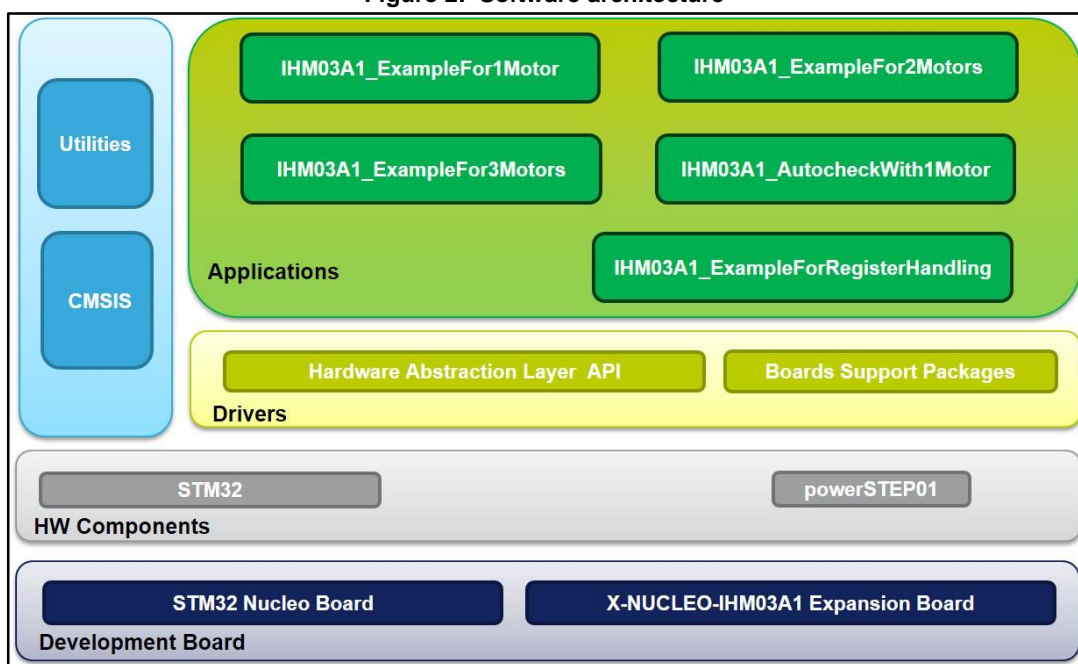 Figure 2. Software architecture
Utilities
CMSIS
IHM03A1_ExampleFor1Motor
IHM03A1_ExampleFor2Motors
IHM03A1_ExampleFor3Motors
IHM03A1_AutocheckWith1Motor
Applications
IHM03A1_ExampleForRegisterHandling
Hardware Abstraction Layer API
Boards Support Packages
Drivers
STM32
powerSTEP01
HW Components
STM32 Nucleo Board
X-NUCLEO-IHM03A1 Expansion Board
Development Board